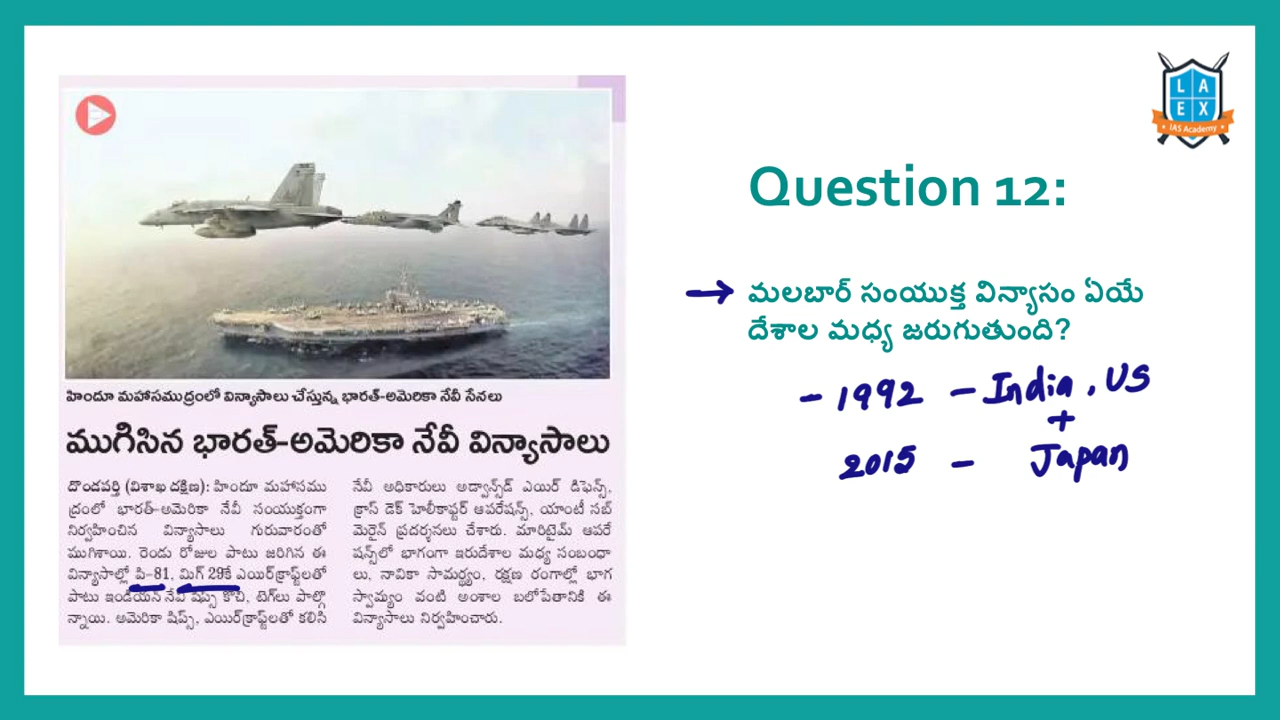 LAEX
IAS Academy
Question 12:
మలబార్ సంయుక్త విన్యాసం ఏయే
దేశాల మధ్య జరుగుతుంది?
- 1992 - India, US
+
2015 - Japan
హిందూ మహాసముద్రంలో విన్యాసాలు చేస్తున్న భారత్-అమెరికా నేవీ సేనలు
ముగిసిన భారత్-అమెరికా నేవీ విన్యాసాలు
దొండపర్తి (విశాఖ దక్షిణ): హిందూ మహాసము
ద్రంలో భారత్-అమెరికా నేవీ సంయుక్తంగా
నిర్వహించిన విన్యాసాలు గురువారంతో
ముగిశాయి. రెండు రోజుల పాటు జరిగిన ఈ
విన్యాసాల్లో పి-81, మిగ్ 29కే ఎయిర్‌క్రాఫ్ట్‌లతో
పాటు ఇండియన్ నేవీ షిప్స్ కొచి, టెగ్‌లు పాల్గొ
న్నాయి. అమెరికా షిప్స్, ఎయిర్‌క్రాఫ్ట్‌లతో కలిసి
నేవీ అధికారులు అడ్వాన్స్‌డ్ ఎయిర్ డిఫెన్స్,
క్రాస్ డెక్ హెలీకాప్టర్ ఆపరేషన్స్, యాంటీ సబ్
మెరైన్ ప్రదర్శనలు చేశారు. మారిటైమ్ ఆపరే
షన్స్‌లో భాగంగా ఇరుదేశాల మధ్య సంబంధా
లు, నావికా సామర్థ్యం, రక్షణ రంగాల్లో భాగ
స్వామ్యం వంటి అంశాల బలోపేతానికి ఈ
విన్యాసాలు నిర్వహించారు.